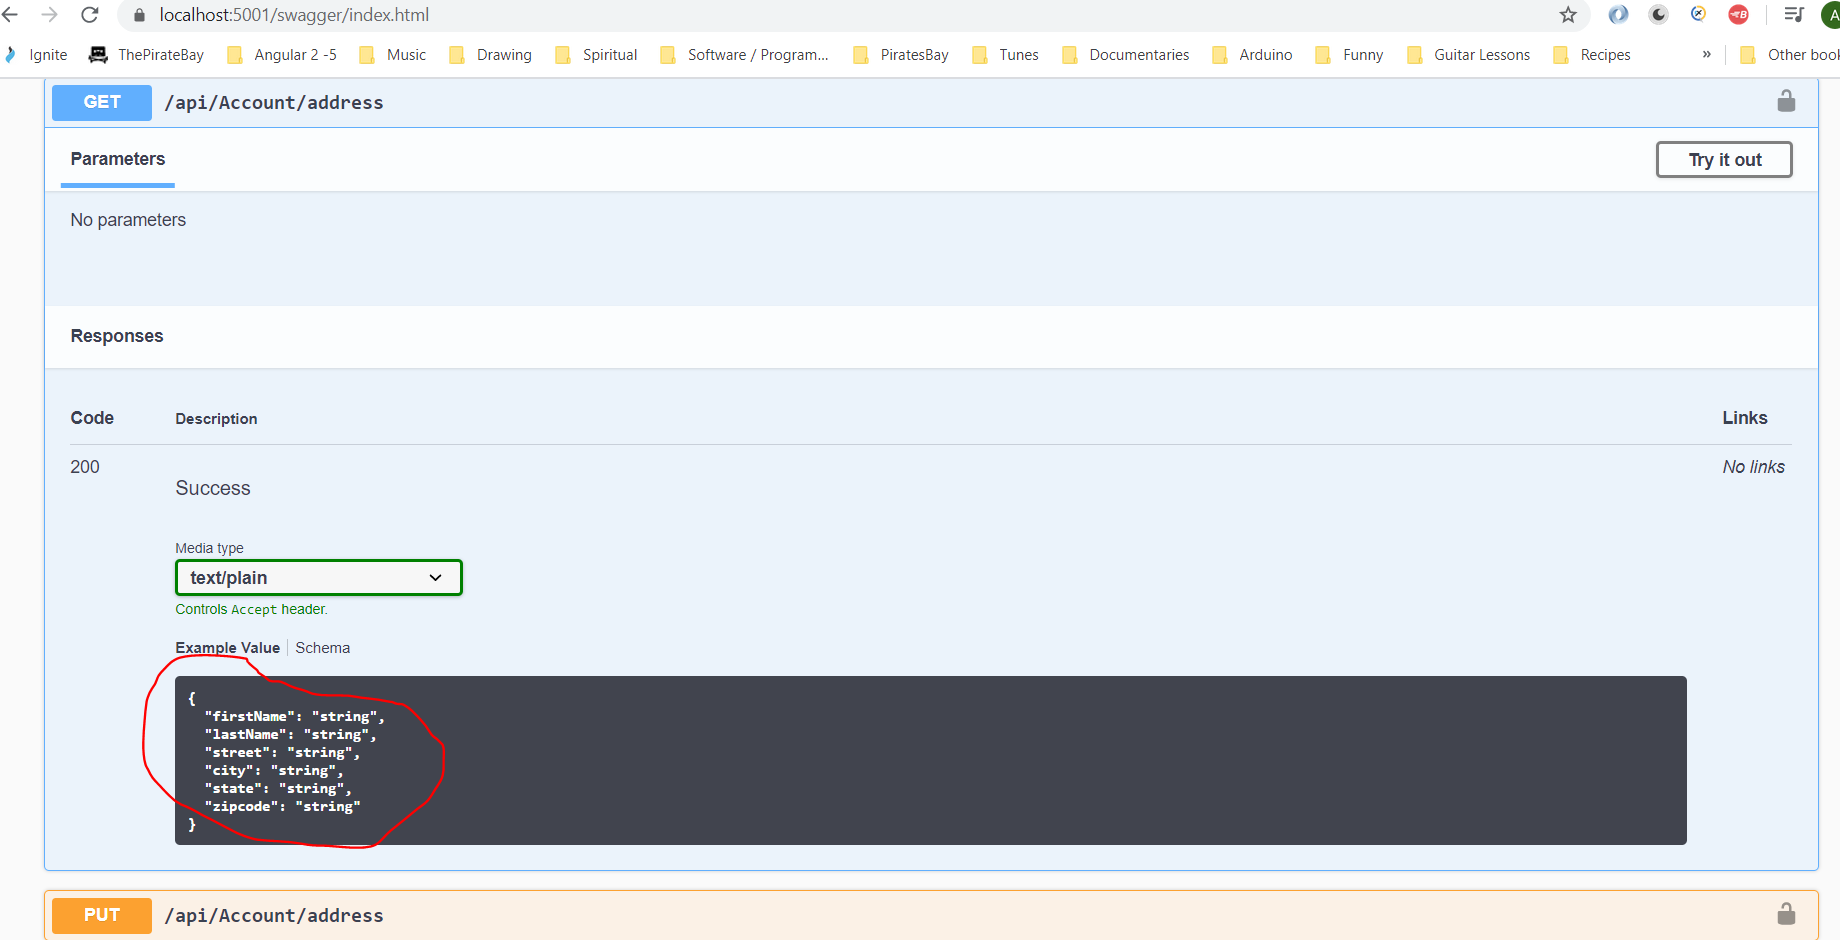 localhost:5001/swagger/index.html
Ignite ThePirateBay Angular 2 -5 Music Drawing Spiritual Software / Program... PiratesBay Tunes Documentaries Arduino Funny Guitar Lessons Recipes » Other book
GET /api/Account/address
Parameters Try it out
No parameters
Responses
Code Description Links
200 No links
Success
Media type
text/plain
Controls Accept header.
Example Value Schema
{
"firstName": "string",
"lastName": "string",
"street": "string",
"city": "string",
"state": "string",
"zipcode": "string"
}
PUT /api/Account/address